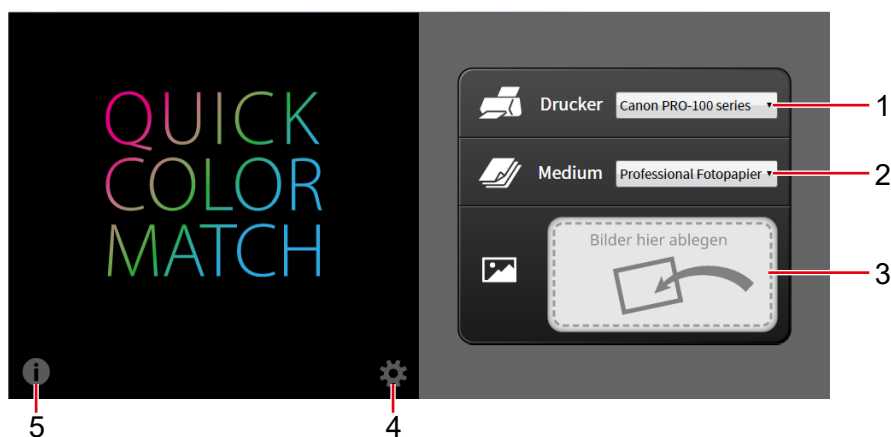 QUICK
COLOR
MATCH
Drucker
Canon PRO-100 series
1
Medium
Professional Fotopapier
2
Bilder hier ablegen
3
i
5
4